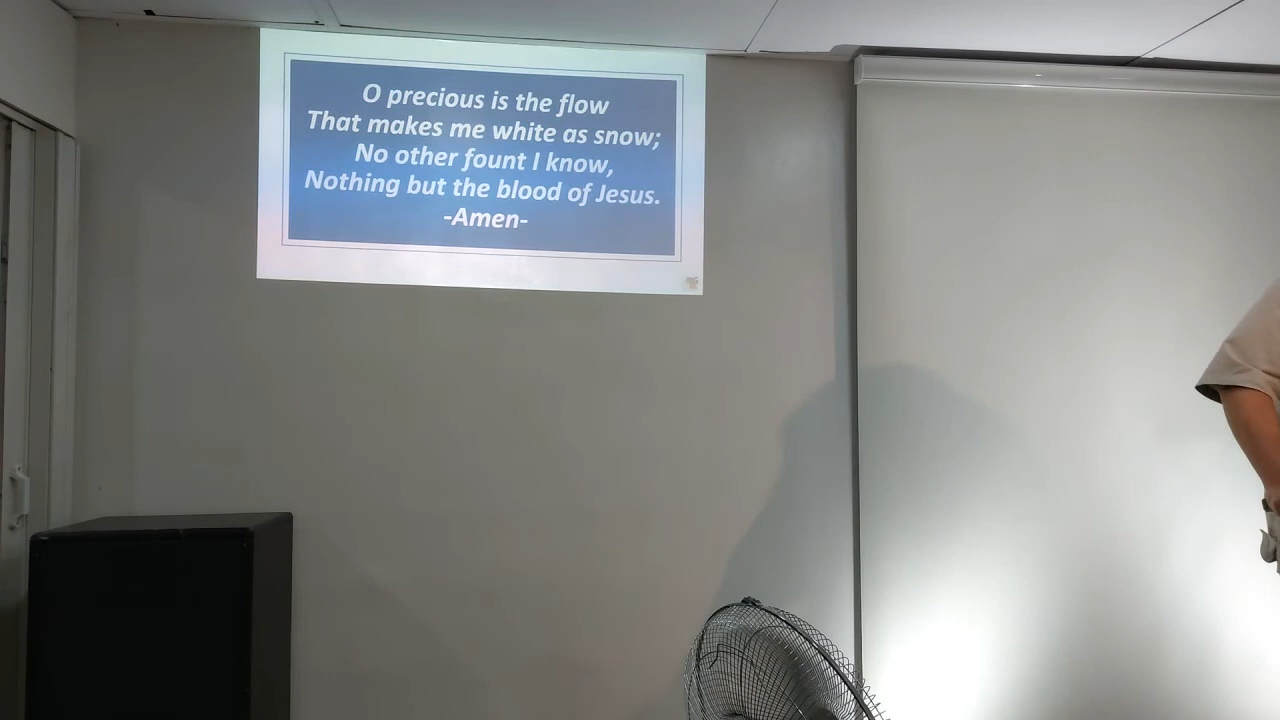 O precious is the flow
That makes me white as snow;
No other fount I know,
Nothing but the blood of Jesus.
-Amen-